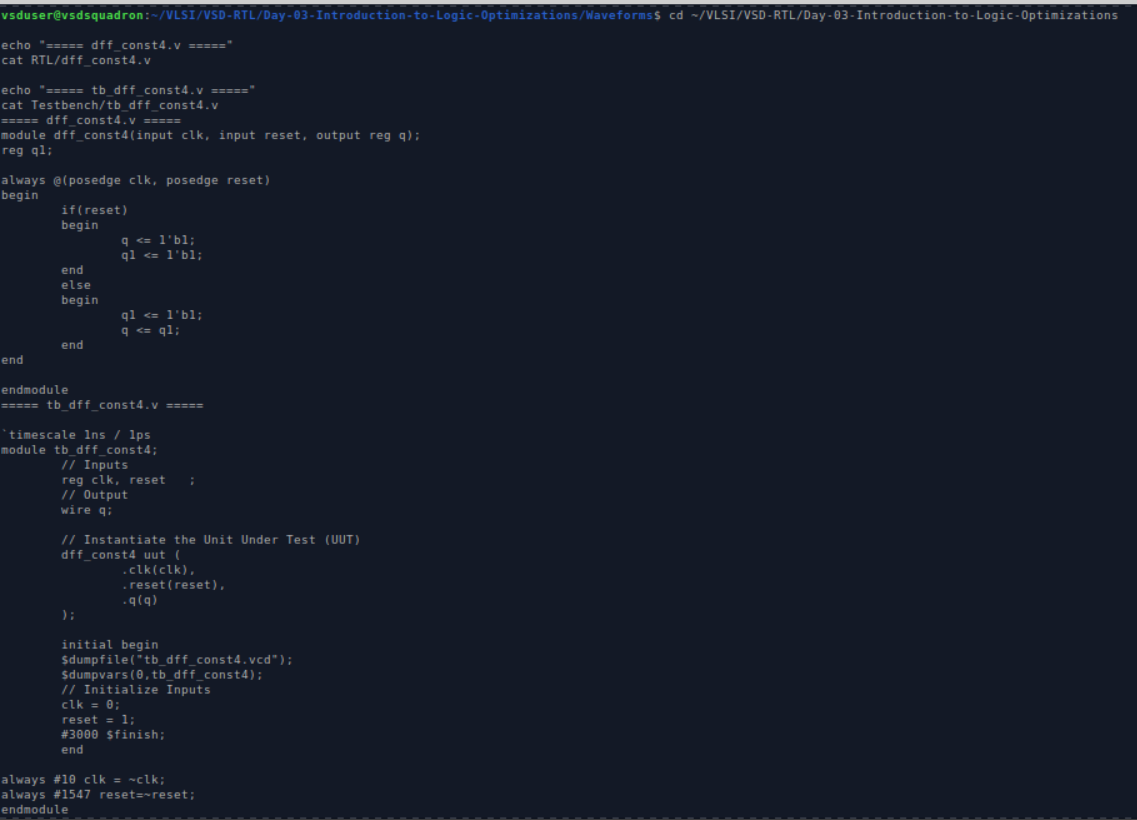 vsduser@vsdsquadron:~/VLSI/VSD-RTL/Day-03-Introduction-to-Logic-Optimizations/Waveforms$ cd ~/VLSI/VSD-RTL/Day-03-Introduction-to-Logic-Optimizations
echo "===== dff_const4.v ====="
cat RTL/dff_const4.v
echo "===== tb_dff_const4.v ====="
cat Testbench/tb_dff_const4.v
===== dff_const4.v =====
module dff_const4(input clk, input reset, output reg q);
reg q1;
always @(posedge clk, posedge reset)
begin
if(reset)
begin
q <= 1'b1;
q1 <= 1'b1;
end
else
begin
q1 <= 1'b1;
q <= q1;
end
end
endmodule
===== tb_dff_const4.v =====
`timescale 1ns / 1ps
module tb_dff_const4;
// Inputs
reg clk, reset   ;
// Output
wire q;
// Instantiate the Unit Under Test (UUT)
dff_const4 uut (
.clk(clk),
.reset(reset),
.q(q)
);
initial begin
$dumpfile("tb_dff_const4.vcd");
$dumpvars(0,tb_dff_const4);
// Initialize Inputs
clk = 0;
reset = 1;
#3000 $finish;
end
always #10 clk = ~clk;
always #1547 reset=~reset;
endmodule